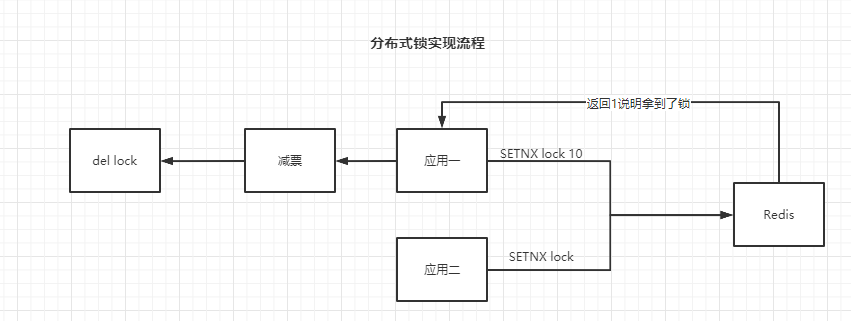 分布式锁实现流程
返回1说明拿到了锁
del lock
减票
应用一
SETNX lock 10
Redis
应用二
SETNX lock